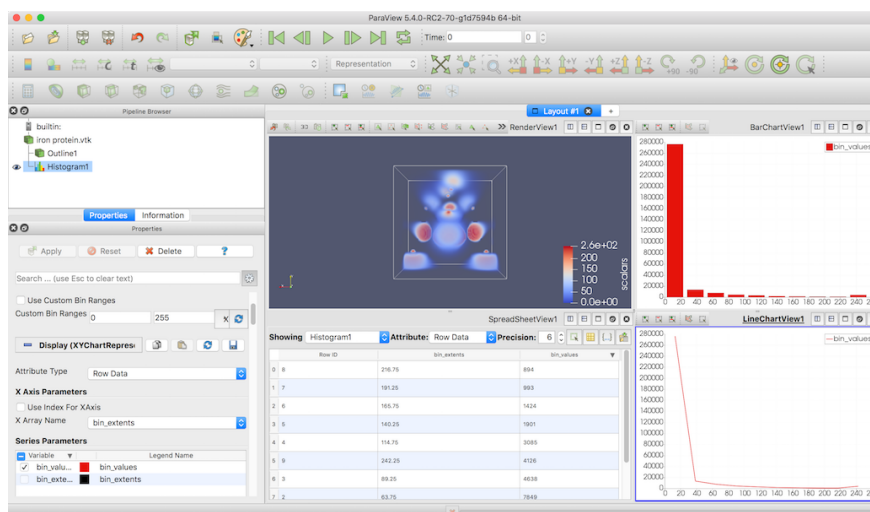 ParaView 5.4.0-RC2-70-g1d7594b 64-bit
Time: 0
0
Representation
+X -X +Y -Y +Z -Z
+90 -90
Pipeline Browser
builtin:
iron protein.vtk
Outline1
Histogram1
Properties Information
Properties
Apply Reset Delete ?
Search ... (use Esc to clear text)
Use Custom Bin Ranges
Custom Bin Ranges 0 255 x
Display (XYChartRepres
Attribute Type Row Data
X Axis Parameters
Use Index For XAxis
X Array Name bin_extents
Series Parameters
Variable Legend Name
bin_valu... bin_values
bin_exte... bin_extents
Layout #1 +
3D RenderView1
2.6e+02
200
150
100
50
0.0e+00
scalars
SpreadSheetView1
Showing Histogram1 Attribute: Row Data Precision: 6
Row ID bin_extents bin_values
0 8 216.75 894
1 7 191.25 993
2 6 165.75 1424
3 5 140.25 1901
4 4 114.75 3085
5 9 242.25 4126
6 3 89.25 4638
7 2 63.75 7849
BarChartView1
280000
260000
240000
220000
200000
180000
160000
140000
120000
100000
80000
60000
40000
20000
0
0 20 40 60 80 100 120 140 160 180 200 220 240
bin_values
LineChartView1
280000
260000
240000
220000
200000
180000
160000
140000
120000
100000
80000
60000
40000
20000
0
0 20 40 60 80 100 120 140 160 180 200 220 240
bin_values